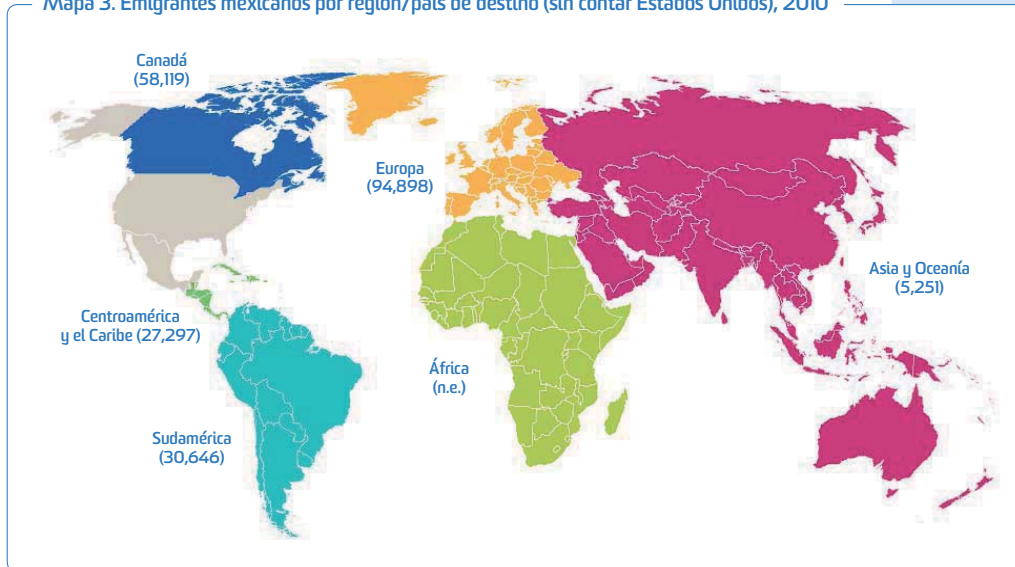 Mapa 3. Emigrantes mexicanos por región/país de destino (sin contar Estados Unidos), 2010
Canadá
(58,119)
Europa
(94,898)
Asia y Oceanía
(5,251)
Centroamérica
y el Caribe (27,297)
África
(n.e.)
Sudamérica
(30,646)